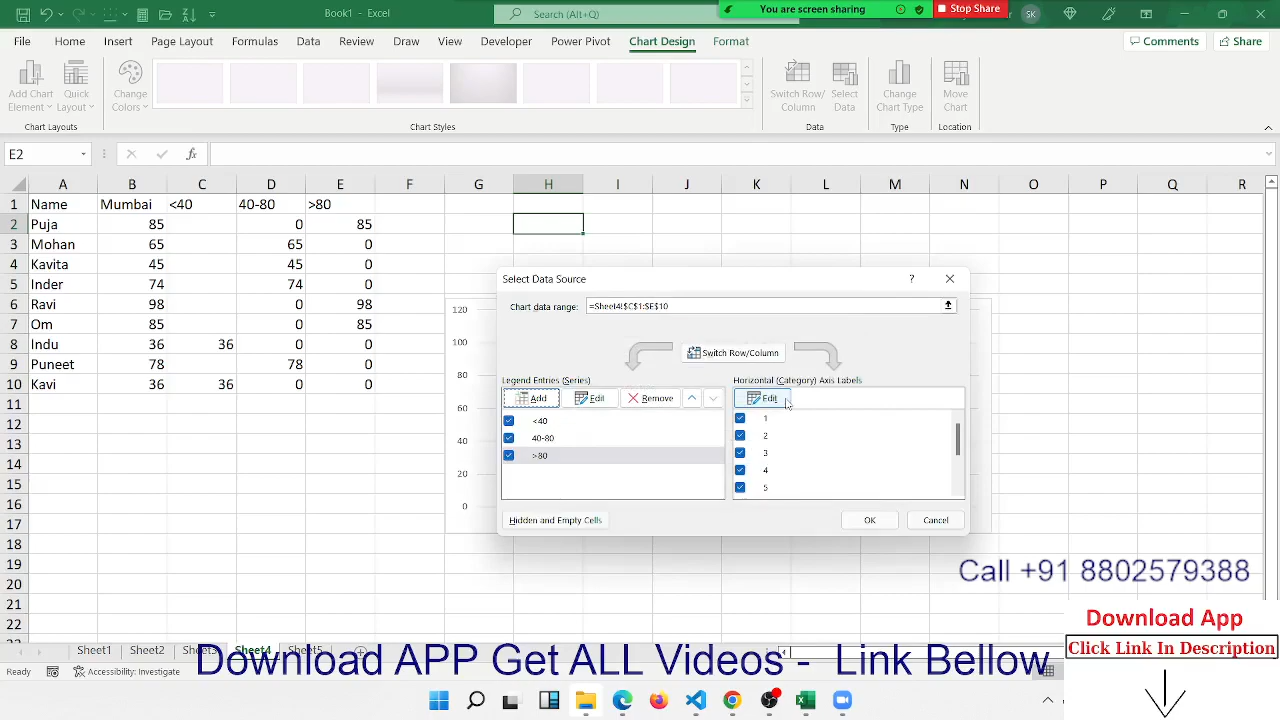 Book1 - Excel
Search (Alt+Q)
You are screen sharing
Stop Share
SK
File Home Insert Page Layout Formulas Data Review Draw View Developer Power Pivot Chart Design Format
Comments Share
Add Chart Element
Quick Layout
Change Colors
Switch Row/ Column
Select Data
Change Chart Type
Move Chart
Chart Layouts Chart Styles Data Type Location
E2 fx
A B C D E F G H I J K L M N O P Q R
1 Name Mumbai <40 40-80 >80
2 Puja 85 0 85
3 Mohan 65 65 0
4 Kavita 45 45 0
5 Inder 74 74 0
6 Ravi 98 0 98
7 Om 85 0 85
8 Indu 36 36 0 0
9 Puneet 78 78 0
10 Kavi 36 36 0 0
11
12
13
14
15
16
17
18
19
20
21
22
120
100
80
60
40
20
0
Select Data Source ?
Chart data range: =Sheet4!$C$1:$E$10
Switch Row/Column
Legend Entries (Series) Horizontal (Category) Axis Labels
Add Edit Remove Edit
<40 1
40-80 2
>80 3
4
5
Hidden and Empty Cells OK Cancel
Call +91 8802579388
Download App
Click Link In Description
Sheet1 Sheet2 Sheet3 Sheet4 Sheet5
Download APP Get ALL Videos - Link Bellow
Ready Accessibility: Investigate